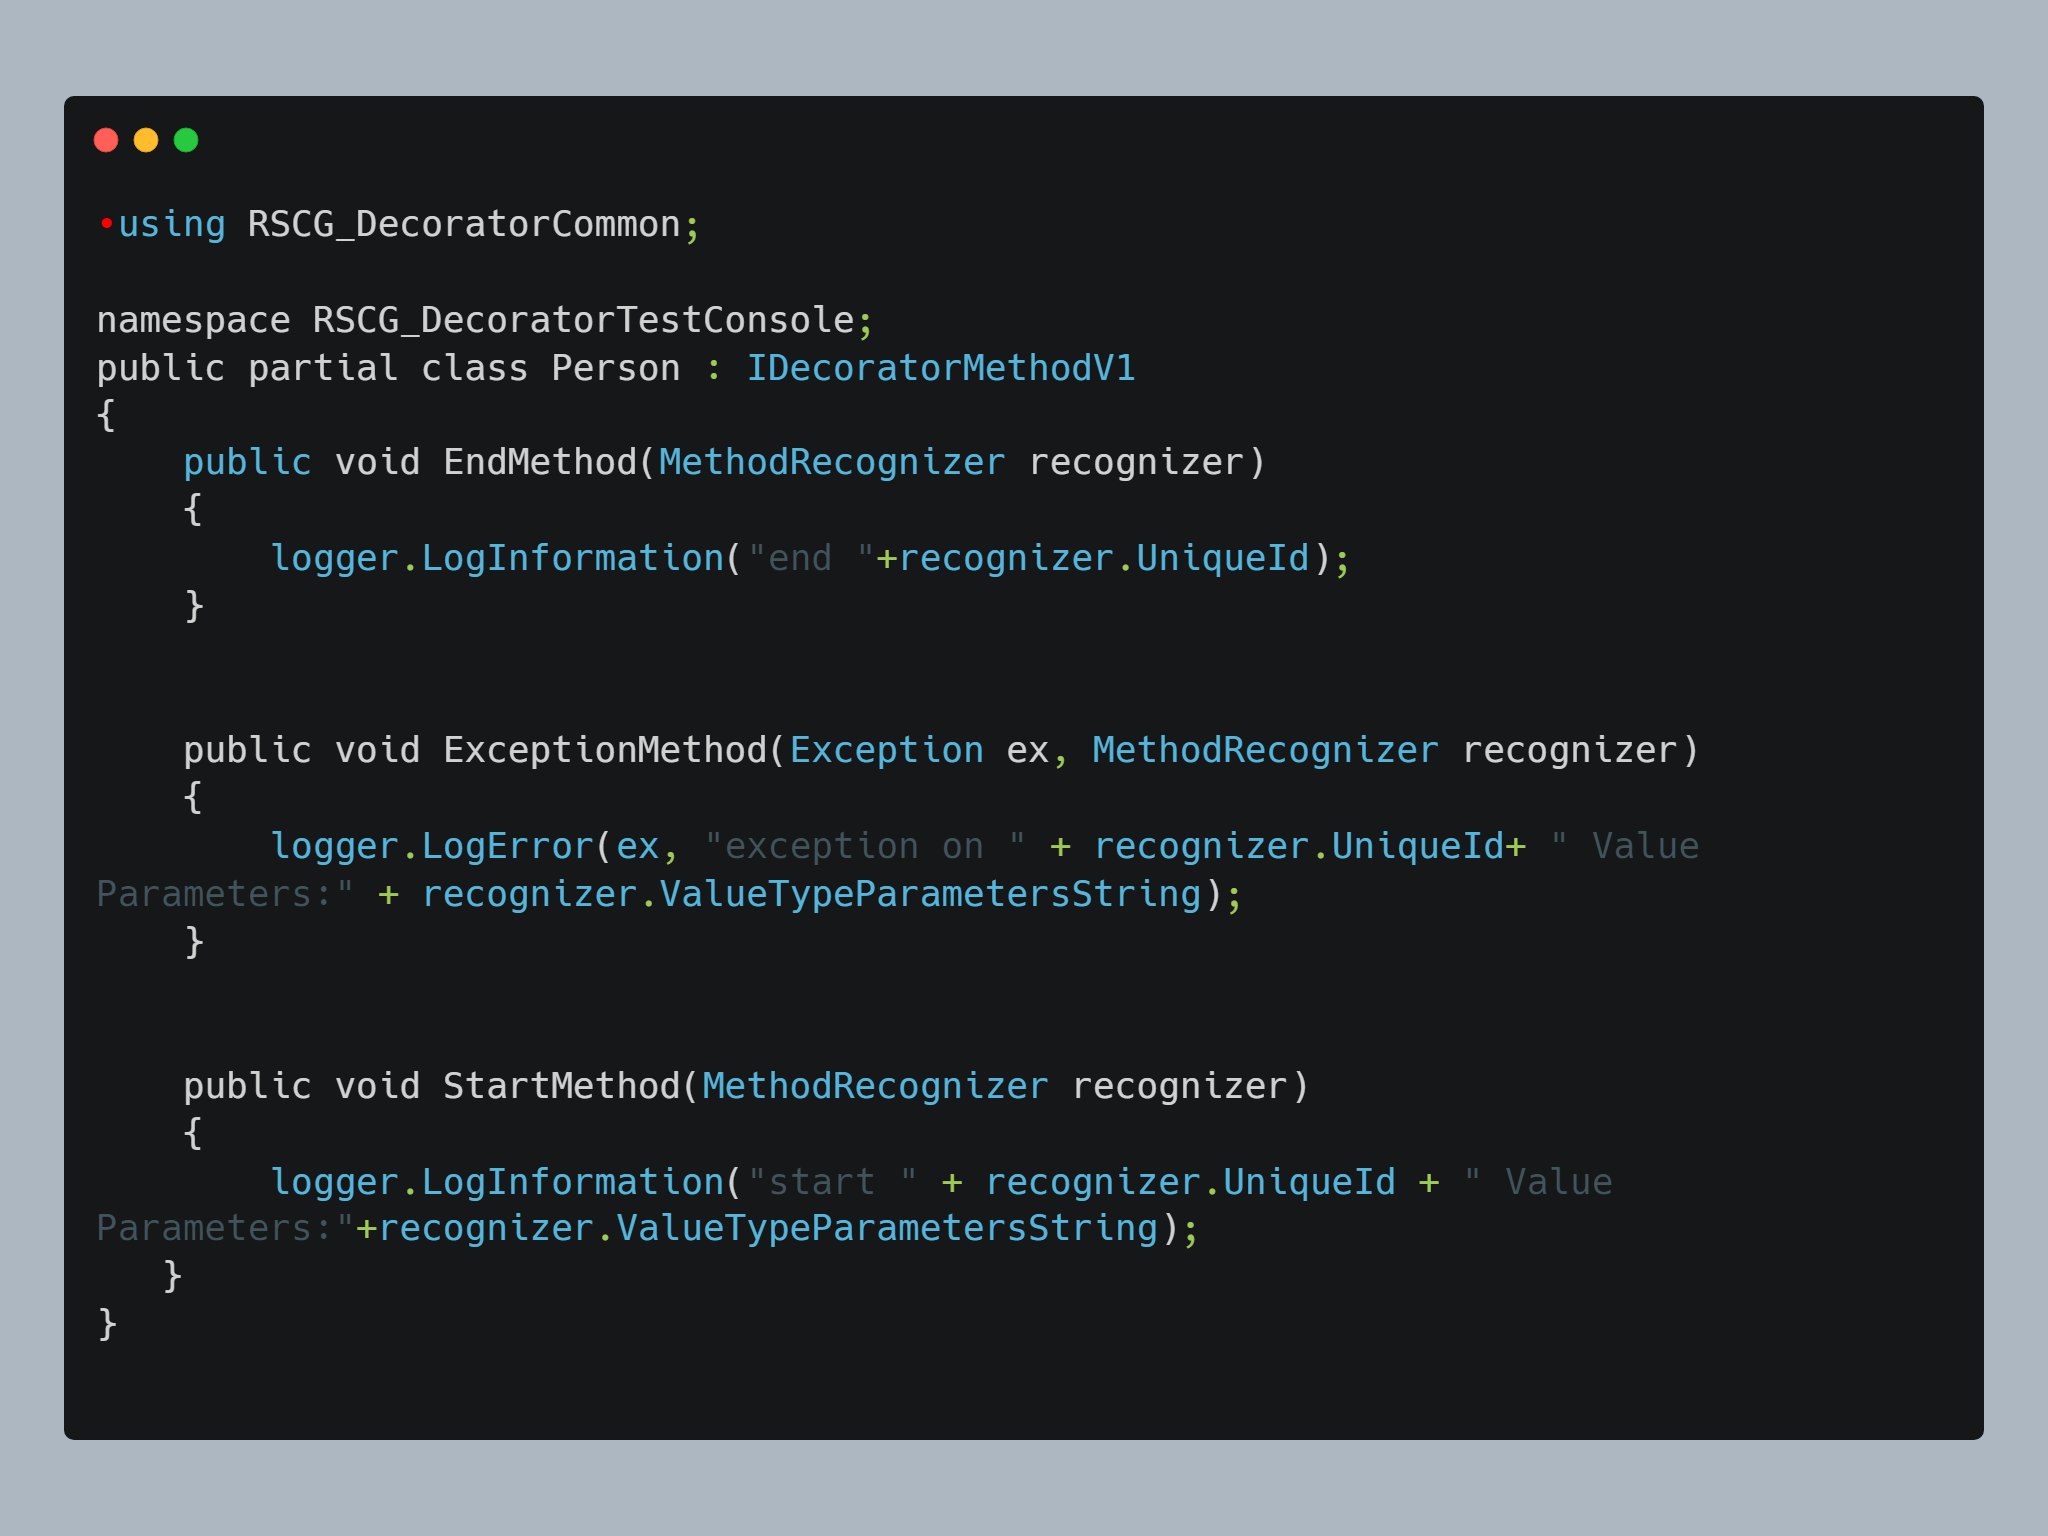 •using RSCG_DecoratorCommon;

namespace RSCG_DecoratorTestConsole;
public partial class Person : IDecoratorMethodV1
{
    public void EndMethod(MethodRecognizer recognizer)
    {
        logger.LogInformation("end "+recognizer.UniqueId);
    }

    public void ExceptionMethod(Exception ex, MethodRecognizer recognizer)
    {
        logger.LogError(ex, "exception on " + recognizer.UniqueId+ " Value
Parameters:" + recognizer.ValueTypeParametersString);
    }

    public void StartMethod(MethodRecognizer recognizer)
    {
        logger.LogInformation("start " + recognizer.UniqueId + " Value
Parameters:"+recognizer.ValueTypeParametersString);
   }
}